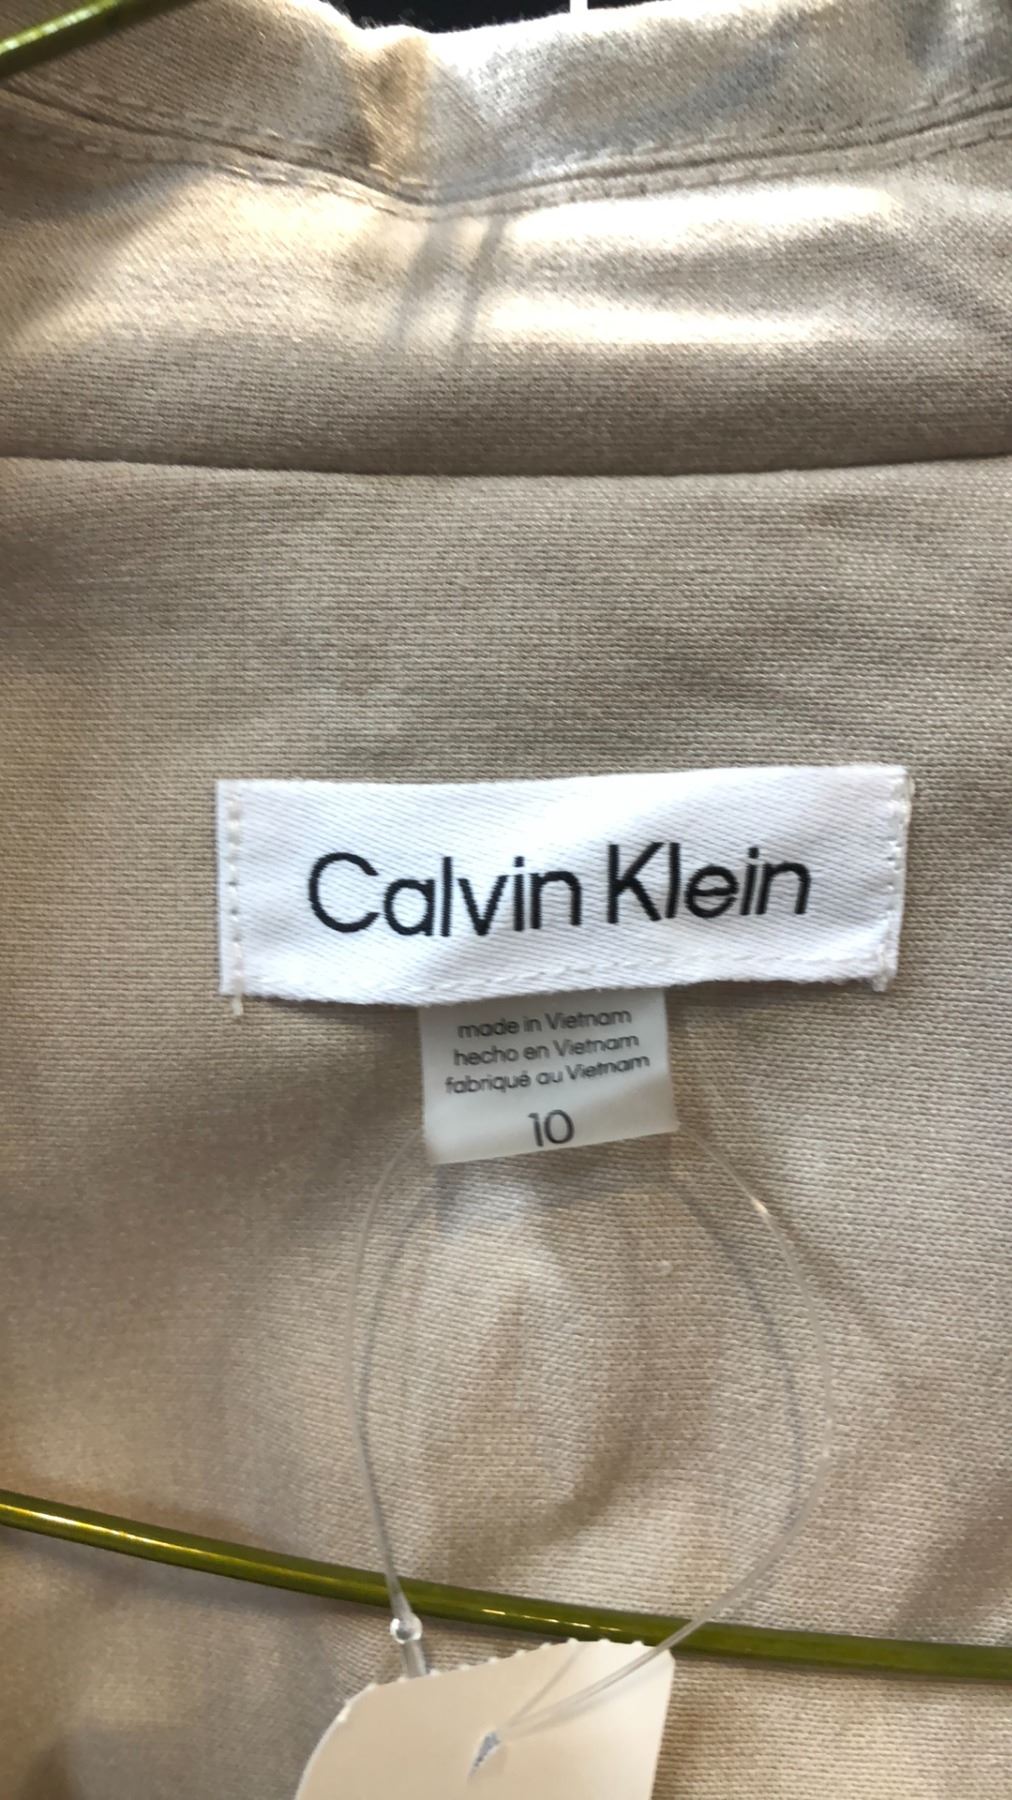 Calvin Klein
made in Vietnam
hecho en Vietnam
fabriqué au Vietnam
10